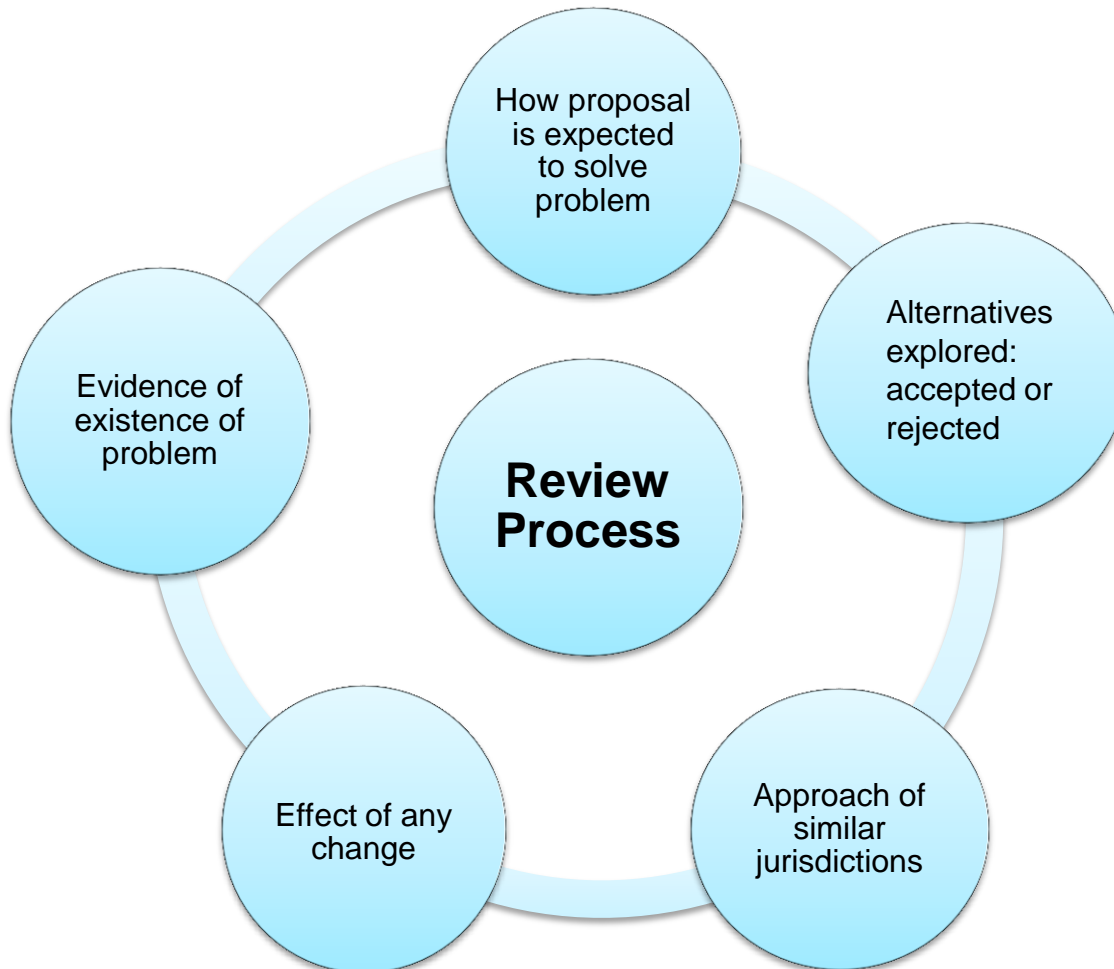 How proposal
is expected
to solve
problem
Alternatives
explored:
accepted or
rejected
Evidence of
existence of
problem
Review
Process
Effect of any
change
Approach of
similar
jurisdictions